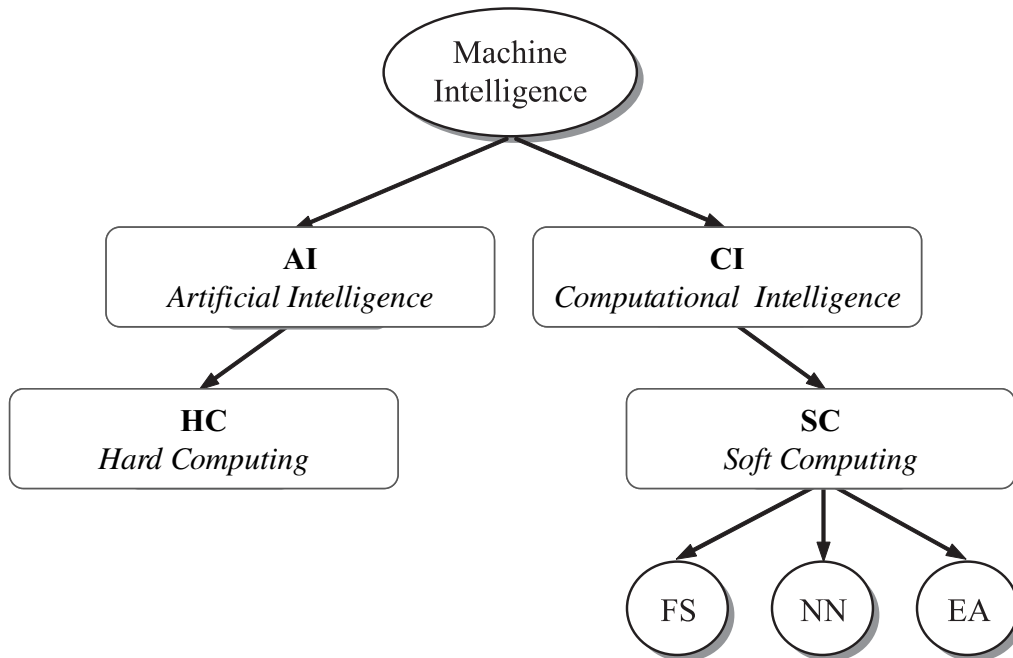 Machine
Intelligence
AI
Artificial Intelligence
CI
Computational Intelligence
HC
Hard Computing
SC
Soft Computing
FS
NN
EA